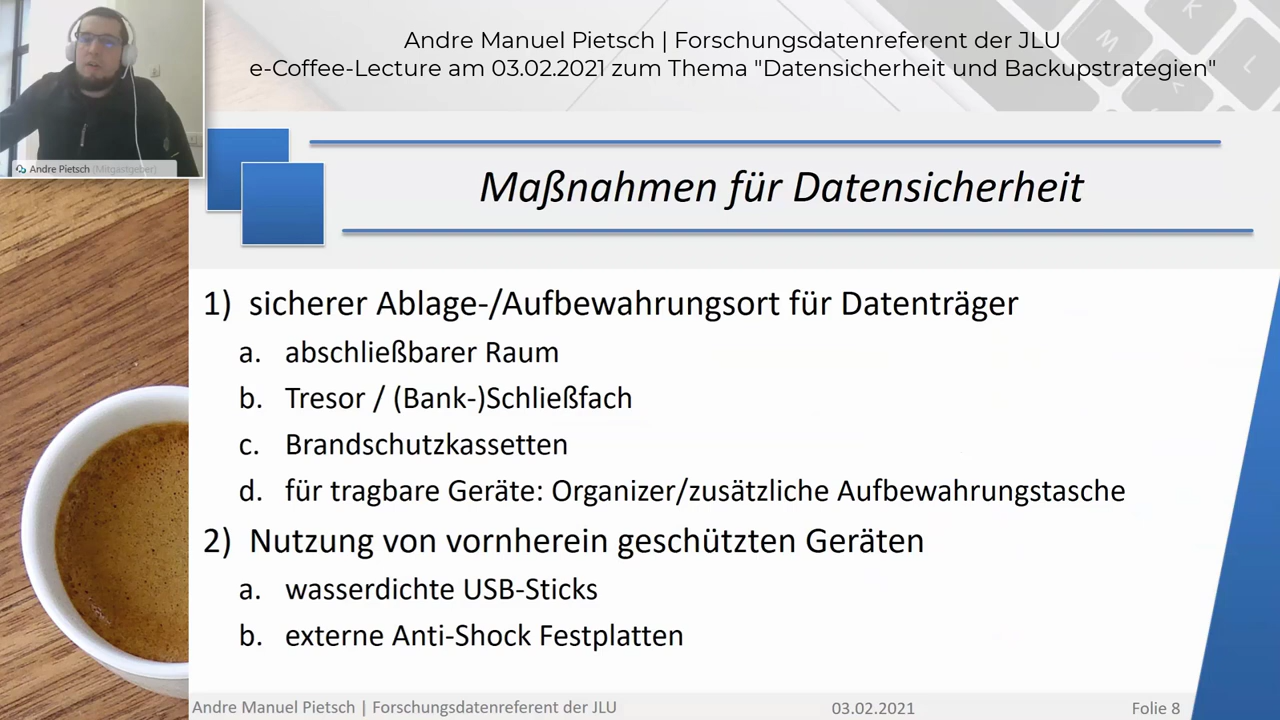 Andre Manuel Pietsch | Forschungsdatenreferent der JLU
e-Coffee-Lecture am 03.02.2021 zum Thema "Datensicherheit und Backupstrategien"
Andre Pietsch (Mitgastgeber)
Maßnahmen für Datensicherheit
1) sicherer Ablage-/Aufbewahrungsort für Datenträger
a. abschließbarer Raum
b. Tresor / (Bank-)Schließfach
c. Brandschutzkassetten
d. für tragbare Geräte: Organizer/zusätzliche Aufbewahrungstasche
2) Nutzung von vornherein geschützten Geräten
a. wasserdichte USB-Sticks
b. externe Anti-Shock Festplatten
Andre Manuel Pietsch | Forschungsdatenreferent der JLU
03.02.2021
Folie 8
K
M
L